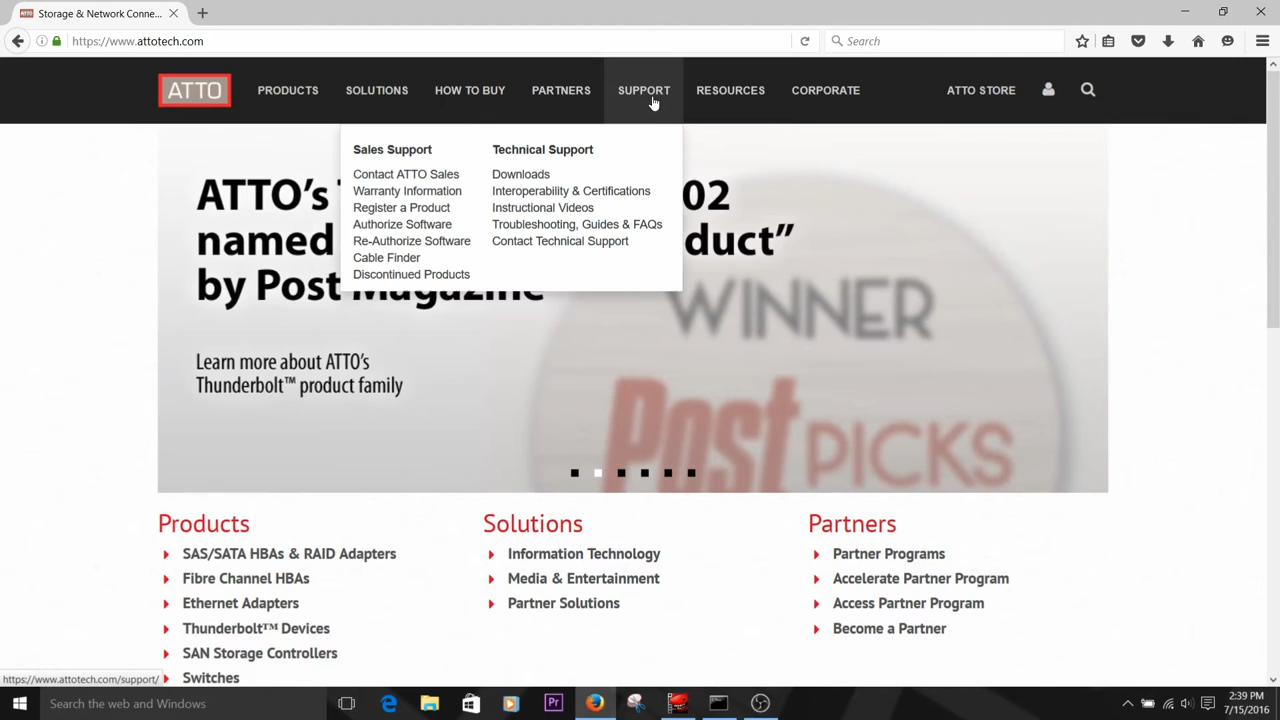 Storage & Network Conne...
https://www.attotech.com
Search
ATTO
PRODUCTS
SOLUTIONS
HOW TO BUY
PARTNERS
SUPPORT
RESOURCES
CORPORATE
ATTO STORE
Sales Support
Contact ATTO Sales
Warranty Information
Register a Product
Authorize Software
Re-Authorize Software
Cable Finder
Discontinued Products
Technical Support
Downloads
Interoperability & Certifications
Instructional Videos
Troubleshooting, Guides & FAQs
Contact Technical Support
ATTO's 02
named duct"
by Post Magazine
Learn more about ATTO's
Thunderbolt™ product family
WINNER
Post PICKS
Products
SAS/SATA HBAs & RAID Adapters
Fibre Channel HBAs
Ethernet Adapters
Thunderbolt™ Devices
SAN Storage Controllers
Switches
Solutions
Information Technology
Media & Entertainment
Partner Solutions
Partners
Partner Programs
Accelerate Partner Program
Access Partner Program
Become a Partner
https://www.attotech.com/support/
Search the web and Windows
Pr
2:39 PM
7/15/2016